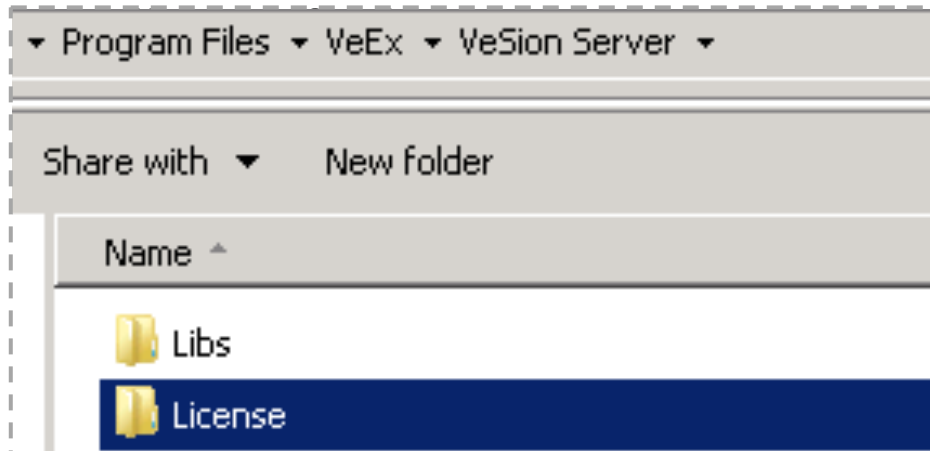 Program Files VeEx VeSion Server
Share with New folder
Name
Libs
License